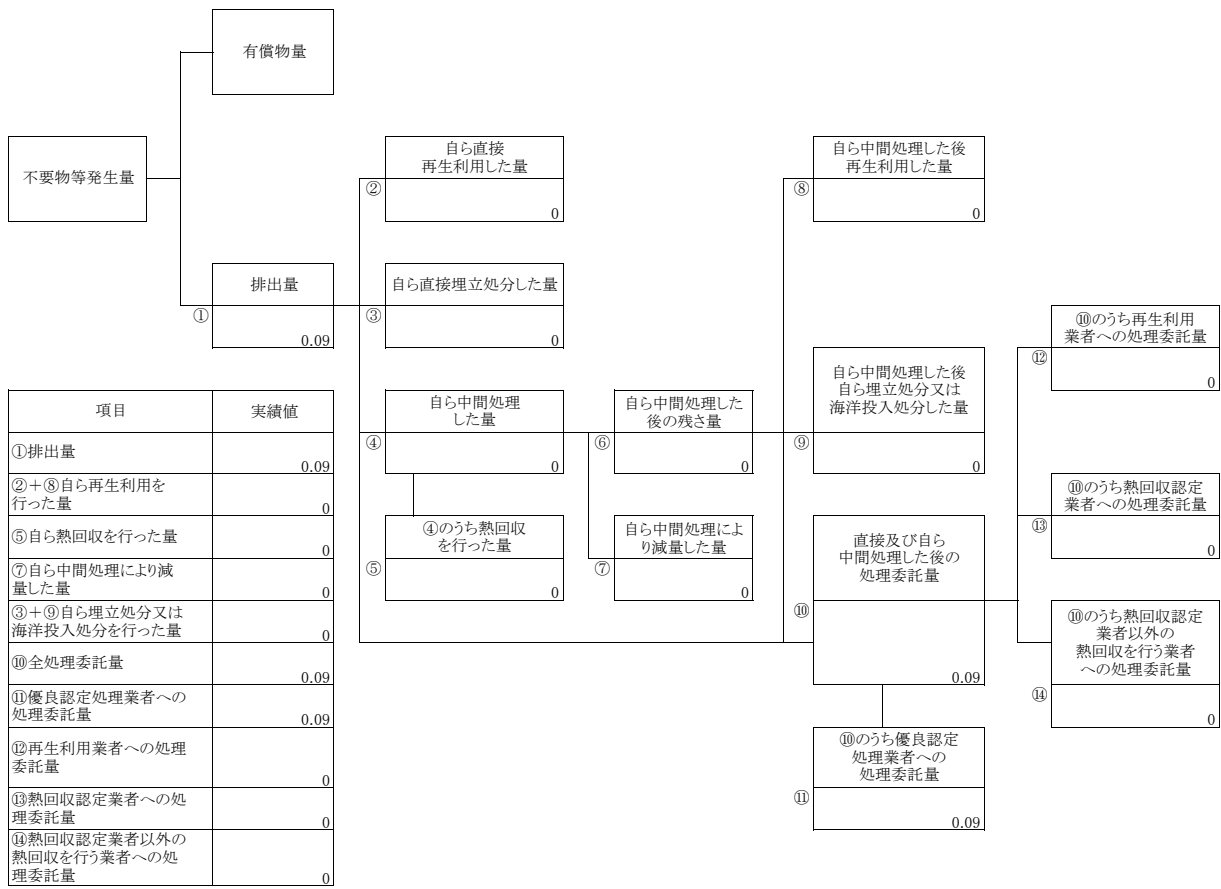 有償物量
不要物等発生量
自ら直接
再生利用した量
②
0
自ら中間処理した後
再生利用した量
⑧
0
排出量
①
0.09
自ら直接埋立処分した量
③
0
⑩のうち再生利用
業者への処理委託量
⑫
0
自ら中間処理
した量
④
0
自ら中間処理した
後の残さ量
⑥
0
自ら中間処理した後
自ら埋立処分又は
海洋投入処分した量
⑨
0
④のうち熱回収
を行った量
⑤
0
自ら中間処理によ
り減量した量
⑦
0
直接及び自ら
中間処理した後の
処理委託量
⑩
0.09
⑩のうち熱回収認定
業者への処理委託量
⑬
0
⑩のうち熱回収認定
業者以外の
熱回収を行う業者
への処理委託量
⑭
0
⑩のうち優良認定
処理業者への
処理委託量
⑪
0.09
項目 実績値
①排出量
0.09
②+⑧自ら再生利用を
行った量
0
⑤自ら熱回収を行った量
0
⑦自ら中間処理により減
量した量
0
③+⑨自ら埋立処分又は
海洋投入処分を行った量
0
⑩全処理委託量
0.09
⑪優良認定処理業者への
処理委託量
0.09
⑫再生利用業者への処理
委託量
0
⑬熱回収認定業者への処
理委託量
0
⑭熱回収認定業者以外の
熱回収を行う業者への処
理委託量
0